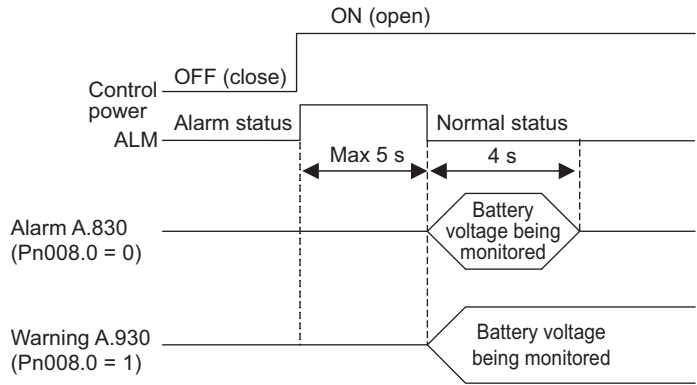 ON (open)
OFF (close)
Control
power
ALM
Alarm status
Normal status
Max 5 s
4 s
Alarm A.830
(Pn008.0 = 0)
Battery
voltage being
monitored
Warning A.930
(Pn008.0 = 1)
Battery voltage
being monitored